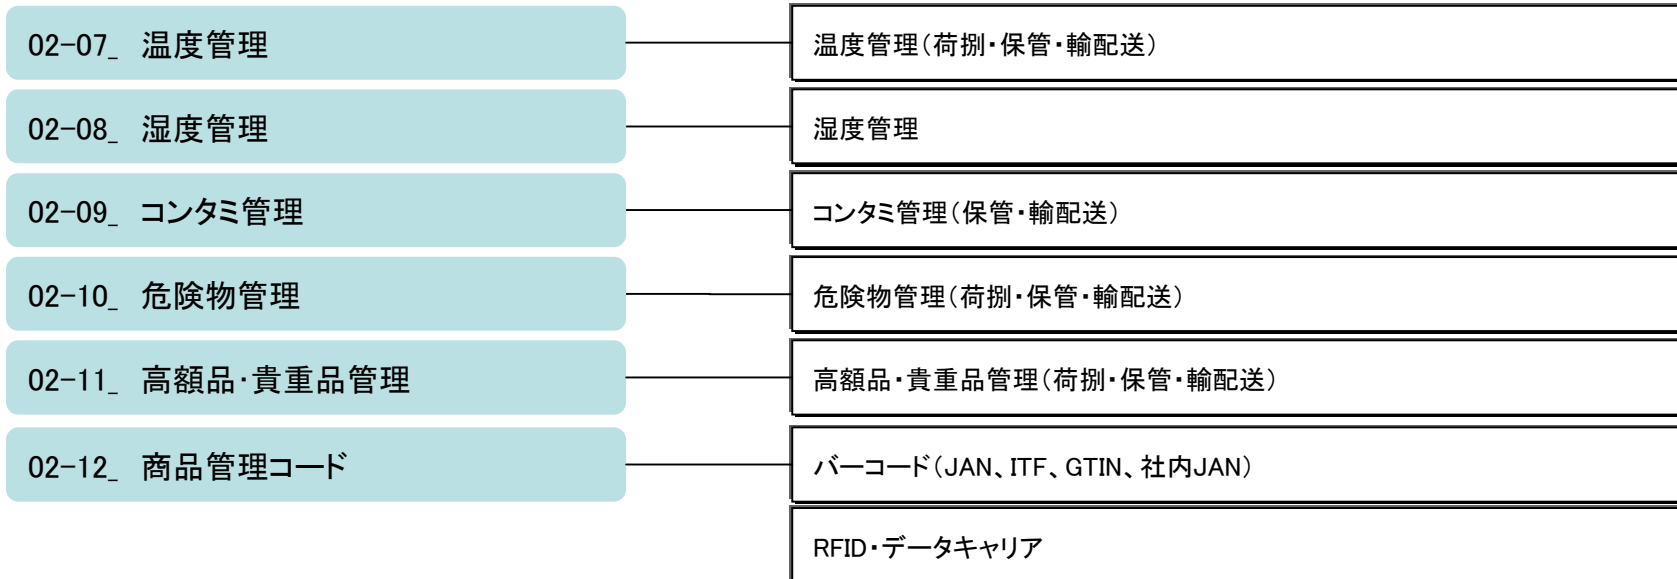 02-07_ 温度管理
温度管理(荷捌・保管・輸配送)
02-08_ 湿度管理
湿度管理
02-09_ コンタミ管理
コンタミ管理(保管・輸配送)
02-10_ 危険物管理
危険物管理(荷捌・保管・輸配送)
02-11_ 高額品・貴重品管理
高額品・貴重品管理(荷捌・保管・輸配送)
02-12_ 商品管理コード
バーコード(JAN、ITF、GTIN、社内JAN)
RFID・データキャリア